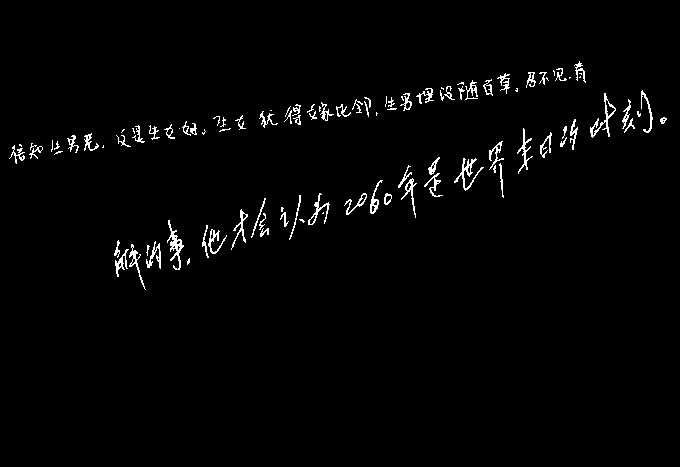 信知生男恶，反是生女好。生女犹得嫁比邻，生男埋没随百草。君不见，青
解的事，他才会认为2060年是世界末日的时刻。